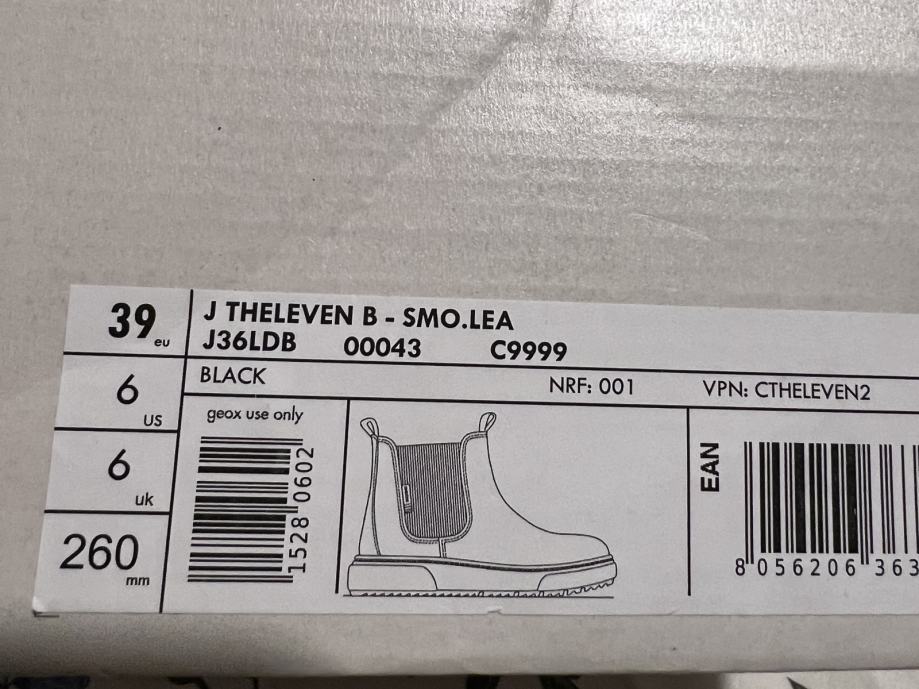 39 eu
6 US
6 uk
260 mm
J THELEVEN B - SMO.LEA
J36LDB 00043 C9999
BLACK NRF: 001 VPN: CTHELEVEN2
geox use only
1528 0602
EAN
8 056206 363